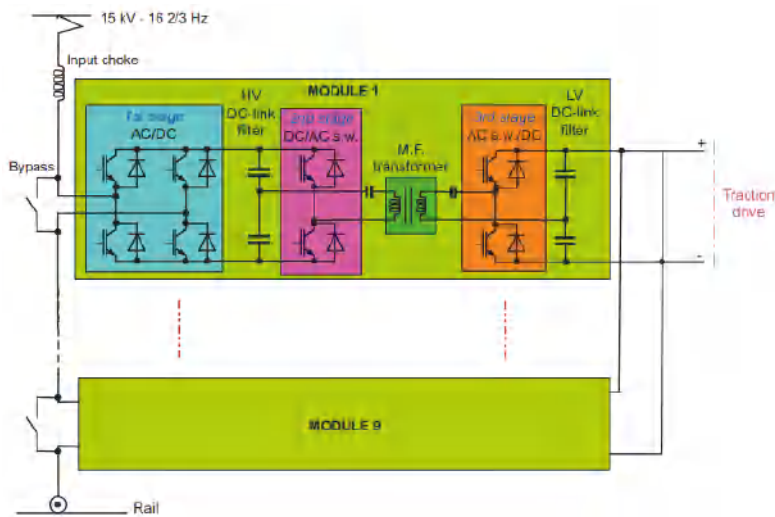 15 kV - 16 2/3 Hz
Input choke
MODULE 1
1st stage
AC/DC
HV
DC-link
filter
2nd stage
DC/AC s.w.
M.F.
transformer
3rd stage
AC s.w./DC
LV
DC-link
filter
Bypass
+
Traction
drive
-
MODULE 9
Rail